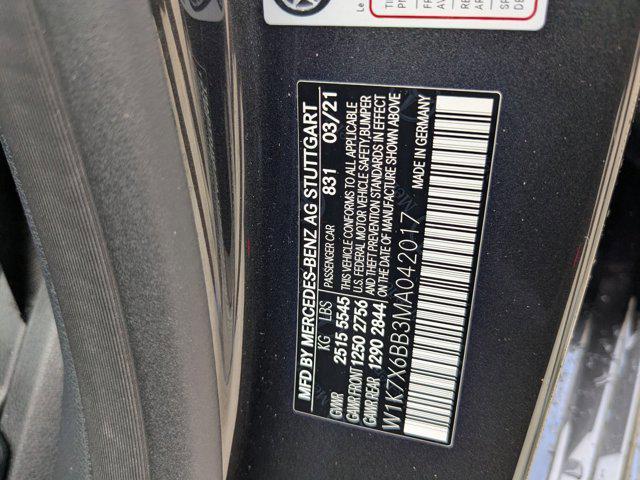 MFD BY MERCEDES-BENZ AG STUTTGART
KG LBS PASSENGER CAR 831 03/21
GVWR 2515 5545 THIS VEHICLE CONFORMS TO ALL APPLICABLE
GAWR FRONT 1250 2756 U.S. FEDERAL MOTOR VEHICLE SAFETY, BUMPER
GAWR REAR 1290 2844 AND THEFT PREVENTION STANDARDS IN EFFECT
ON THE DATE OF MANUFACTURE SHOWN ABOVE
W1K7X6BB3MA042017 MADE IN GERMANY